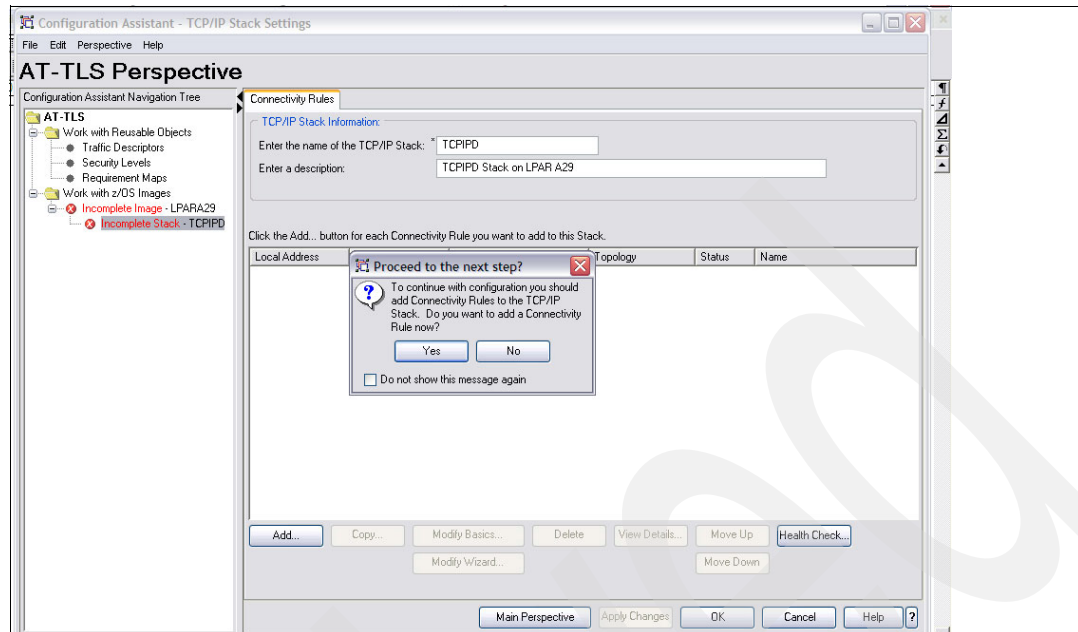 Configuration Assistant - TCP/IP Stack Settings
File Edit Perspective Help
AT-TLS Perspective
Configuration Assistant Navigation Tree
AT-TLS
Work with Reusable Objects
Traffic Descriptors
Security Levels
Requirement Maps
Work with z/OS Images
Incomplete Image - LPARA29
Incomplete Stack - TCPIPD
Connectivity Rules
TCP/IP Stack Information:
Enter the name of the TCP/IP Stack: * TCPIPD
Enter a description: TCPIPD Stack on LPAR A29
Click the Add... button for each Connectivity Rule you want to add to this Stack.
Local Address Topology Status Name
Proceed to the next step?
To continue with configuration you should
add Connectivity Rules to the TCP/IP
Stack. Do you want to add a Connectivity
Rule now?
Yes No
Do not show this message again
Add... Copy... Modify Basics... Delete View Details... Move Up Health Check...
Modify Wizard... Move Down
Main Perspective Apply Changes OK Cancel Help ?